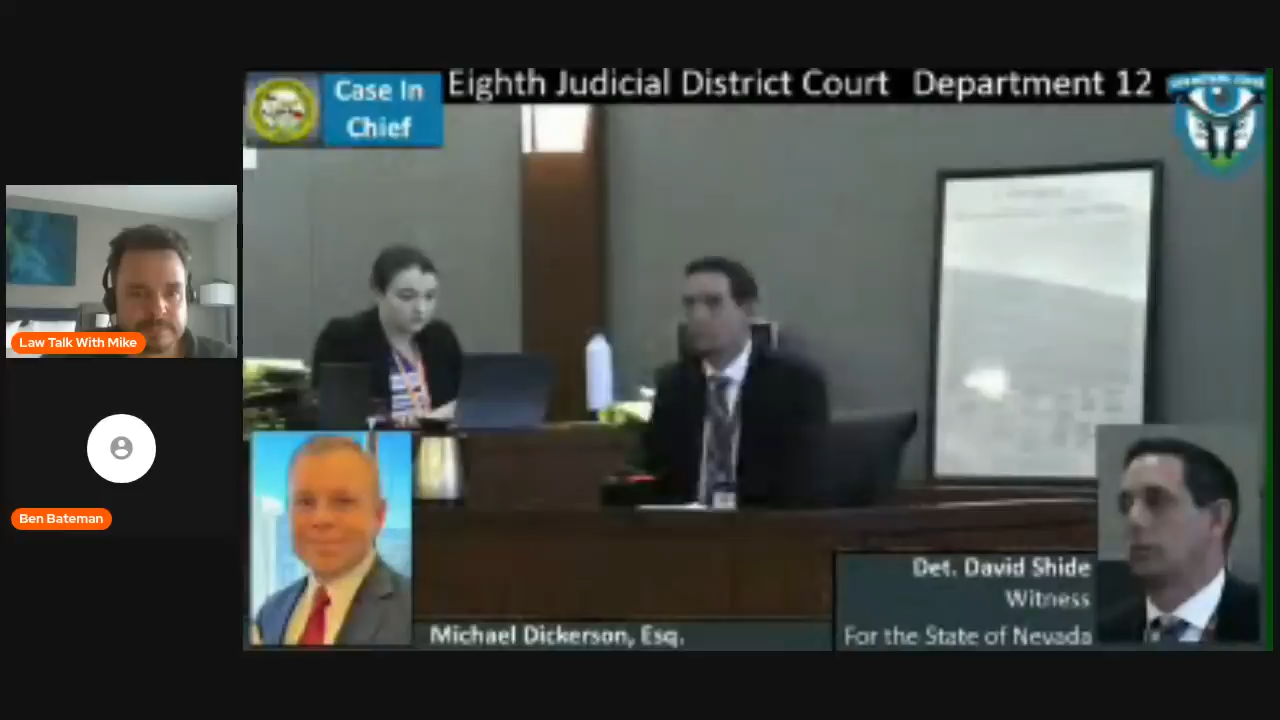 Case In
Chief
Eighth Judicial District Court Department 12
Law Talk With Mike
Ben Bateman
Michael Dickerson, Esq.
Det. David Shide
Witness
For the State of Nevada